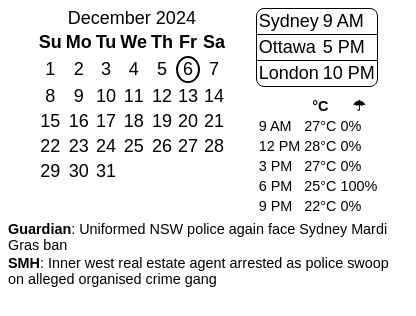 December 2024
Su Mo Tu We Th Fr Sa
1 2 3 4 5 6 7
8 9 10 11 12 13 14
15 16 17 18 19 20 21
22 23 24 25 26 27 28
29 30 31
Sydney 9 AM
Ottawa 5 PM
London 10 PM
°C ☂
9 AM 27°C 0%
12 PM 28°C 0%
3 PM 27°C 0%
6 PM 25°C 100%
9 PM 22°C 0%
Guardian: Uniformed NSW police again face Sydney Mardi
Gras ban
SMH: Inner west real estate agent arrested as police swoop
on alleged organised crime gang